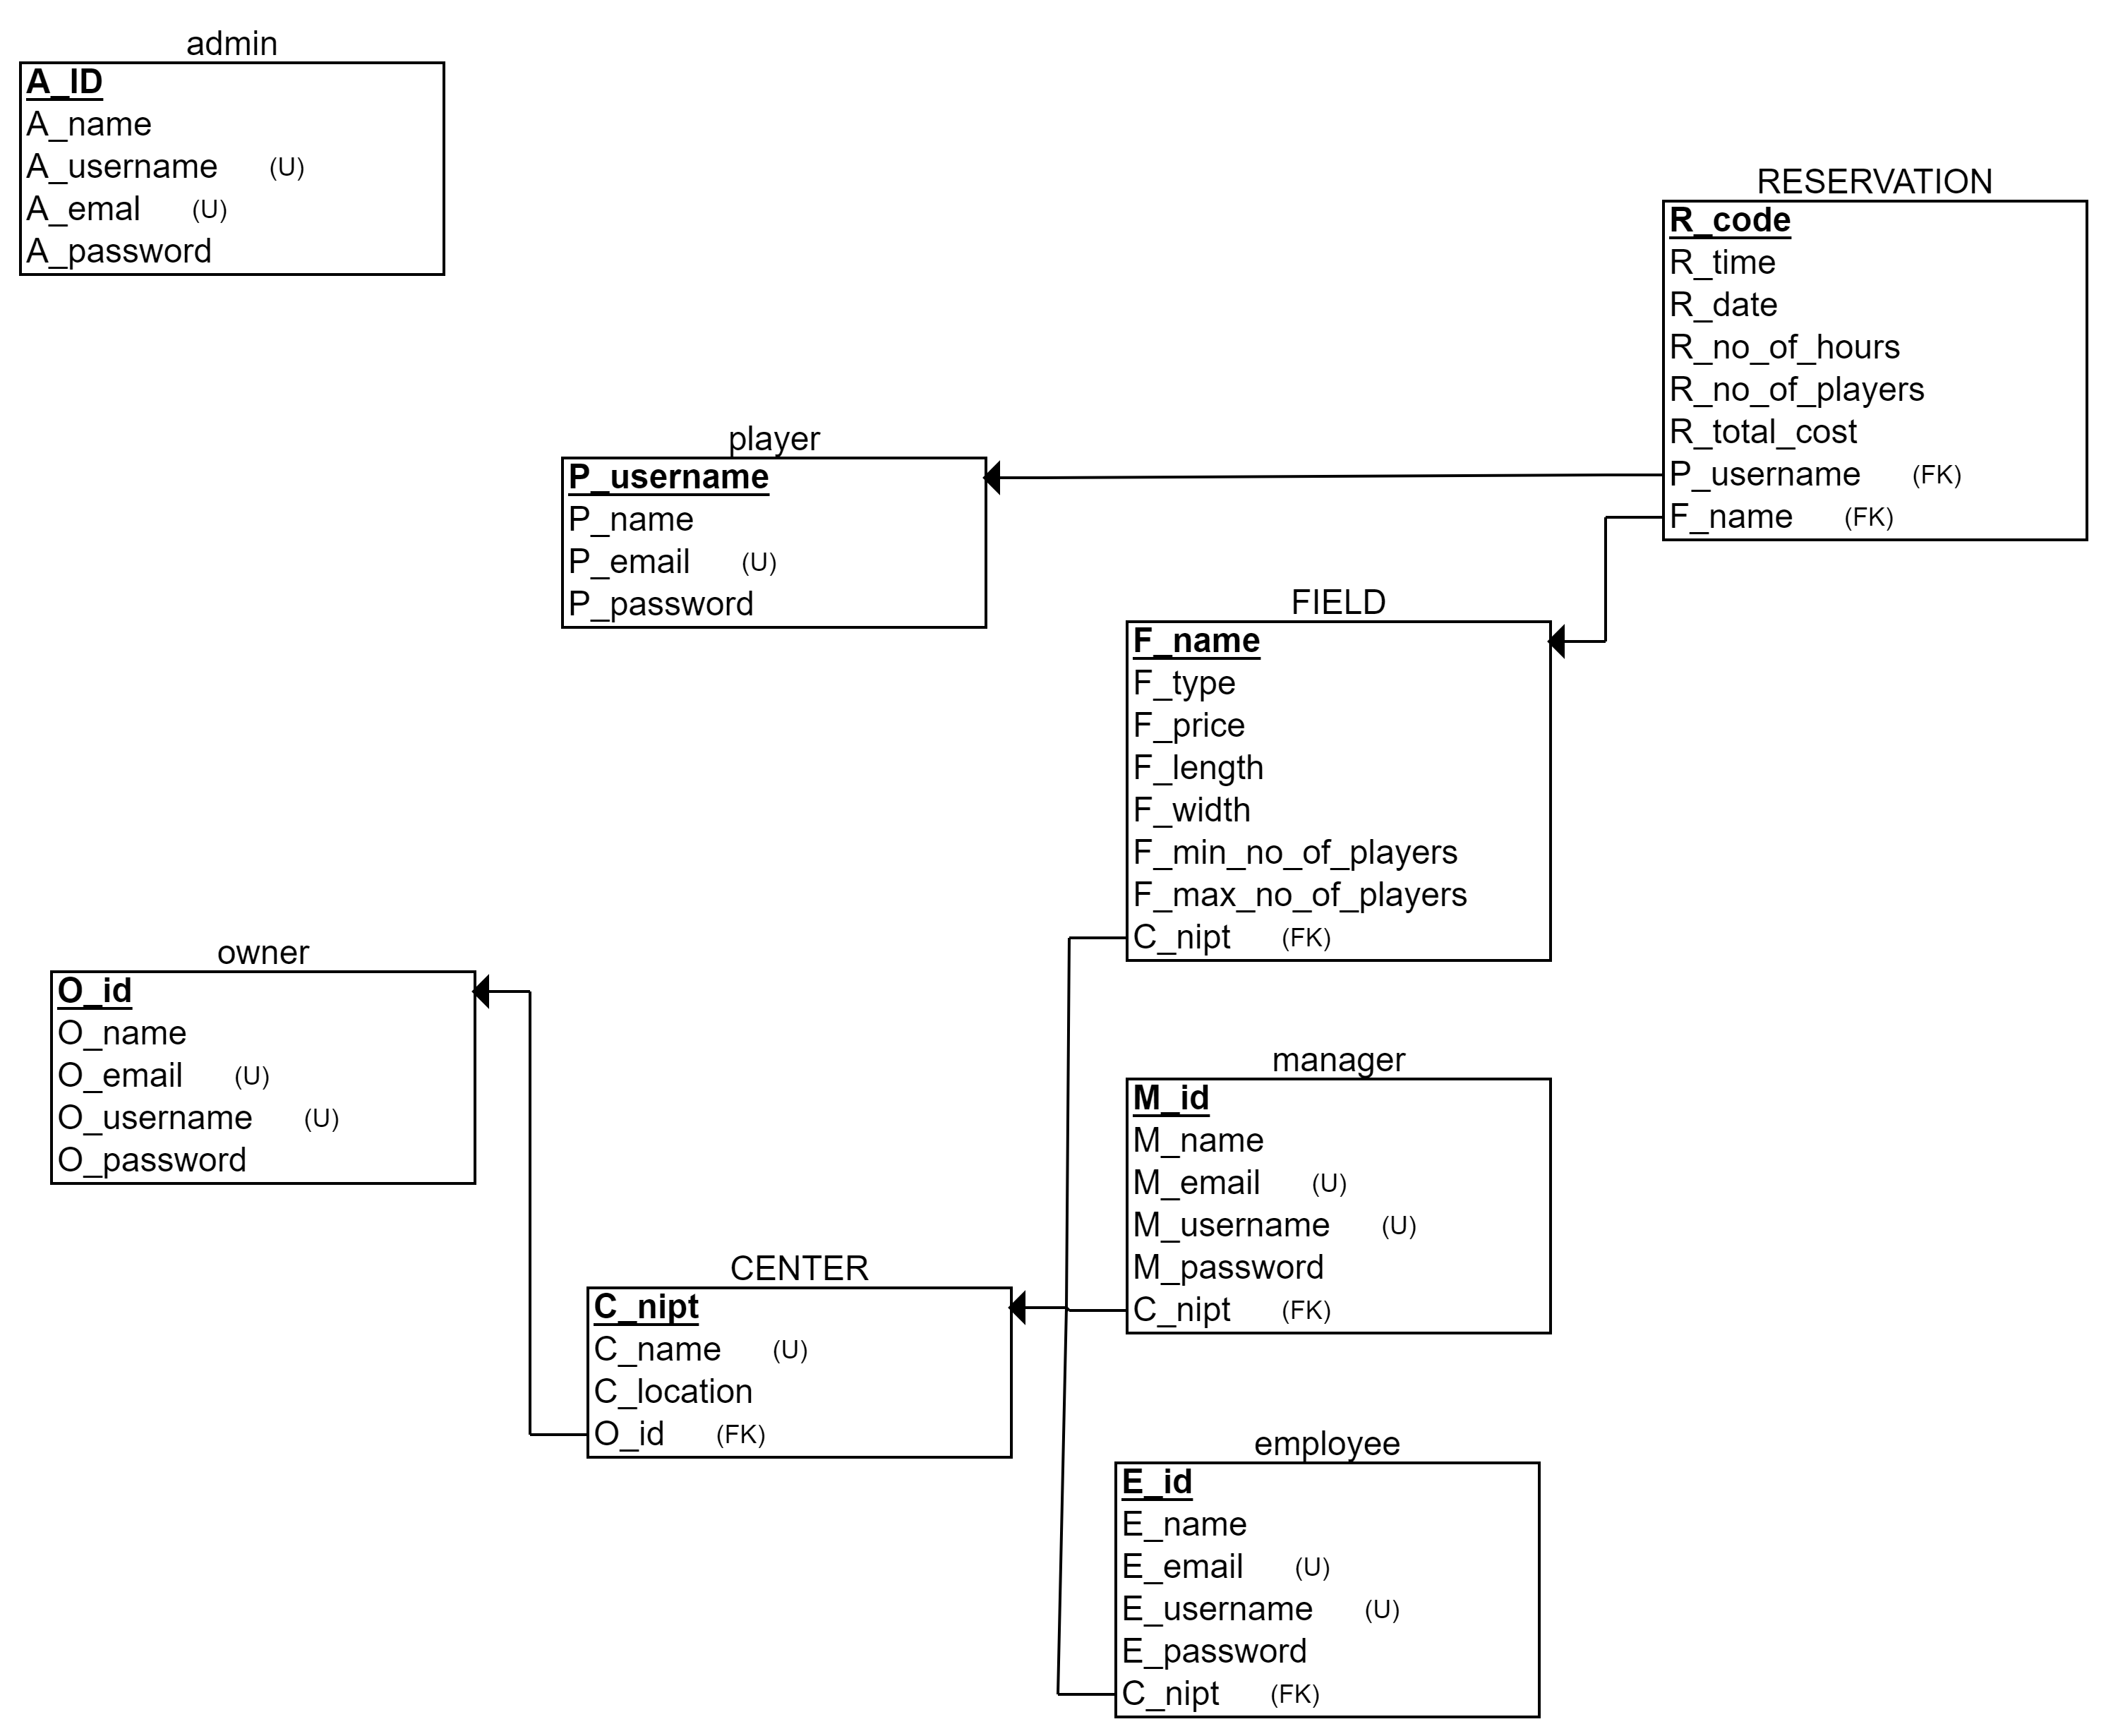 admin
A_ID
A_name
A_username (U)
A_emal (U)
A_password
RESERVATION
R_code
R_time
R_date
R_no_of_hours
R_no_of_players
R_total_cost
P_username (FK)
F_name (FK)
player
P_username
P_name
P_email (U)
P_password
FIELD
F_name
F_type
F_price
F_length
F_width
F_min_no_of_players
F_max_no_of_players
C_nipt (FK)
owner
O_id
O_name
O_email (U)
O_username (U)
O_password
manager
M_id
M_name
M_email (U)
M_username (U)
M_password
C_nipt (FK)
CENTER
C_nipt
C_name (U)
C_location
O_id (FK)
employee
E_id
E_name
E_email (U)
E_username (U)
E_password
C_nipt (FK)